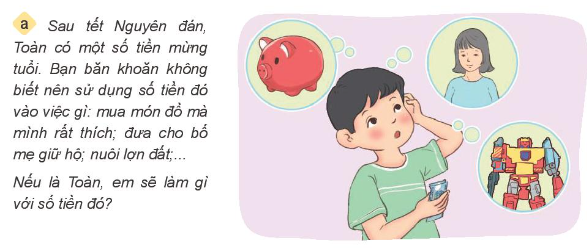 a Sau tết Nguyên đán,
Toàn có một số tiền mừng
tuổi. Bạn băn khoăn không
biết nên sử dụng số tiền đó
vào việc gì: mua món đồ mà
mình rất thích; đưa cho bố
mẹ giữ hộ; nuôi lợn đất;...
Nếu là Toàn, em sẽ làm gì
với số tiền đó?